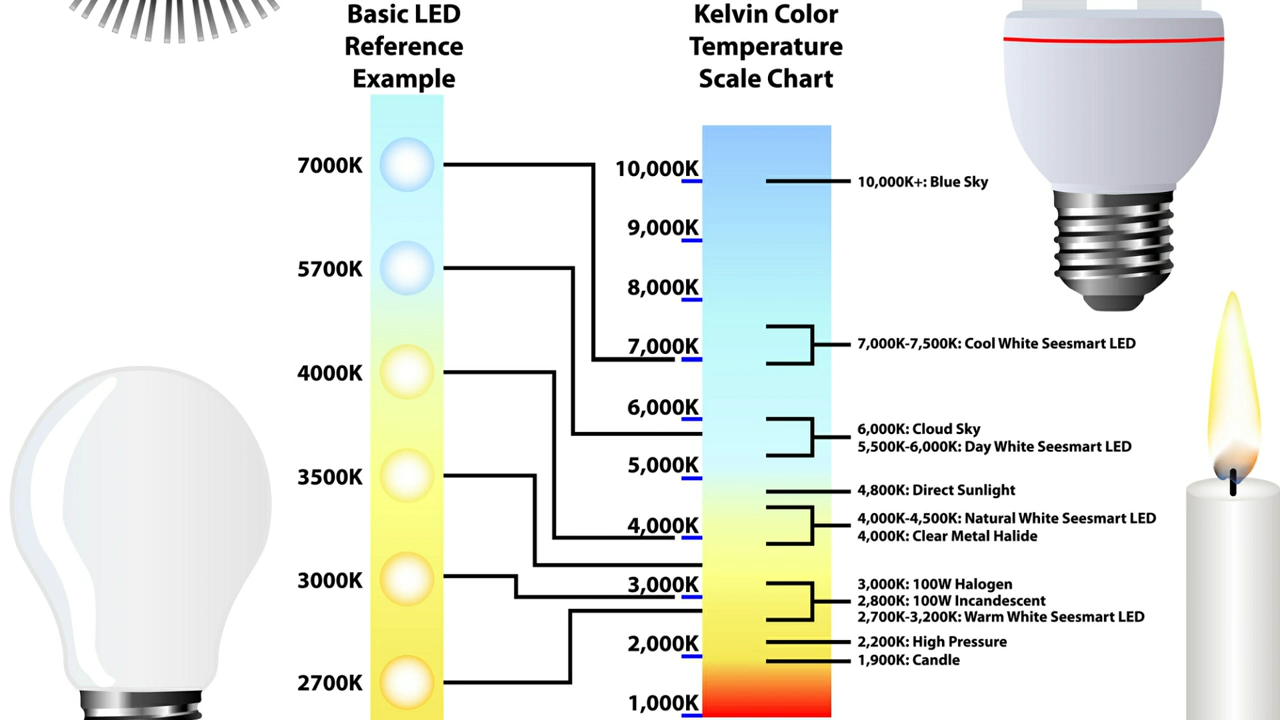 Basic LED
Reference
Example
7000K
5700K
4000K
3500K
3000K
2700K
Kelvin Color
Temperature
Scale Chart
10,000K
9,000K
8,000K
7,000K
6,000K
5,000K
4,000K
3,000K
2,000K
1,000K
10,000K+: Blue Sky
7,000K-7,500K: Cool White Seesmart LED
6,000K: Cloud Sky
5,500K-6,000K: Day White Seesmart LED
4,800K: Direct Sunlight
4,000K-4,500K: Natural White Seesmart LED
4,000K: Clear Metal Halide
3,000K: 100W Halogen
2,800K: 100W Incandescent
2,700K-3,200K: Warm White Seesmart LED
2,200K: High Pressure
1,900K: Candle